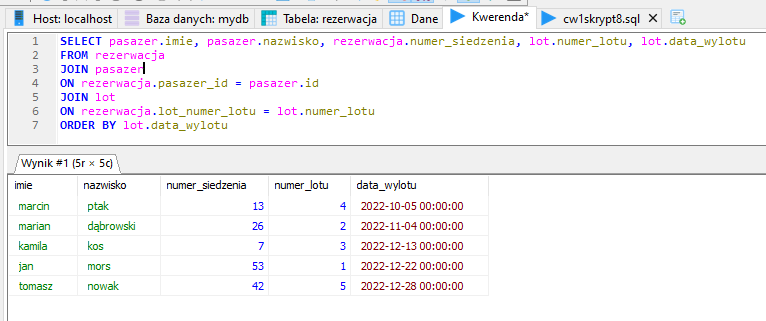 Host: localhost Baza danych: mydb Tabela: rezerwacja Dane Kwerenda* cw1skrypt8.sql
1 SELECT pasazer.imie, pasazer.nazwisko, rezerwacja.numer_siedzenia, lot.numer_lotu, lot.data_wylotu
2 FROM rezerwacja
3 JOIN pasazer
4 ON rezerwacja.pasazer_id = pasazer.id
5 JOIN lot
6 ON rezerwacja.lot_numer_lotu = lot.numer_lotu
7 ORDER BY lot.data_wylotu
Wynik #1 (5r × 5c)
imie nazwisko numer_siedzenia numer_lotu data_wylotu
marcin ptak 13 4 2022-10-05 00:00:00
marian dąbrowski 26 2 2022-11-04 00:00:00
kamila kos 7 3 2022-12-13 00:00:00
jan mors 53 1 2022-12-22 00:00:00
tomasz nowak 42 5 2022-12-28 00:00:00